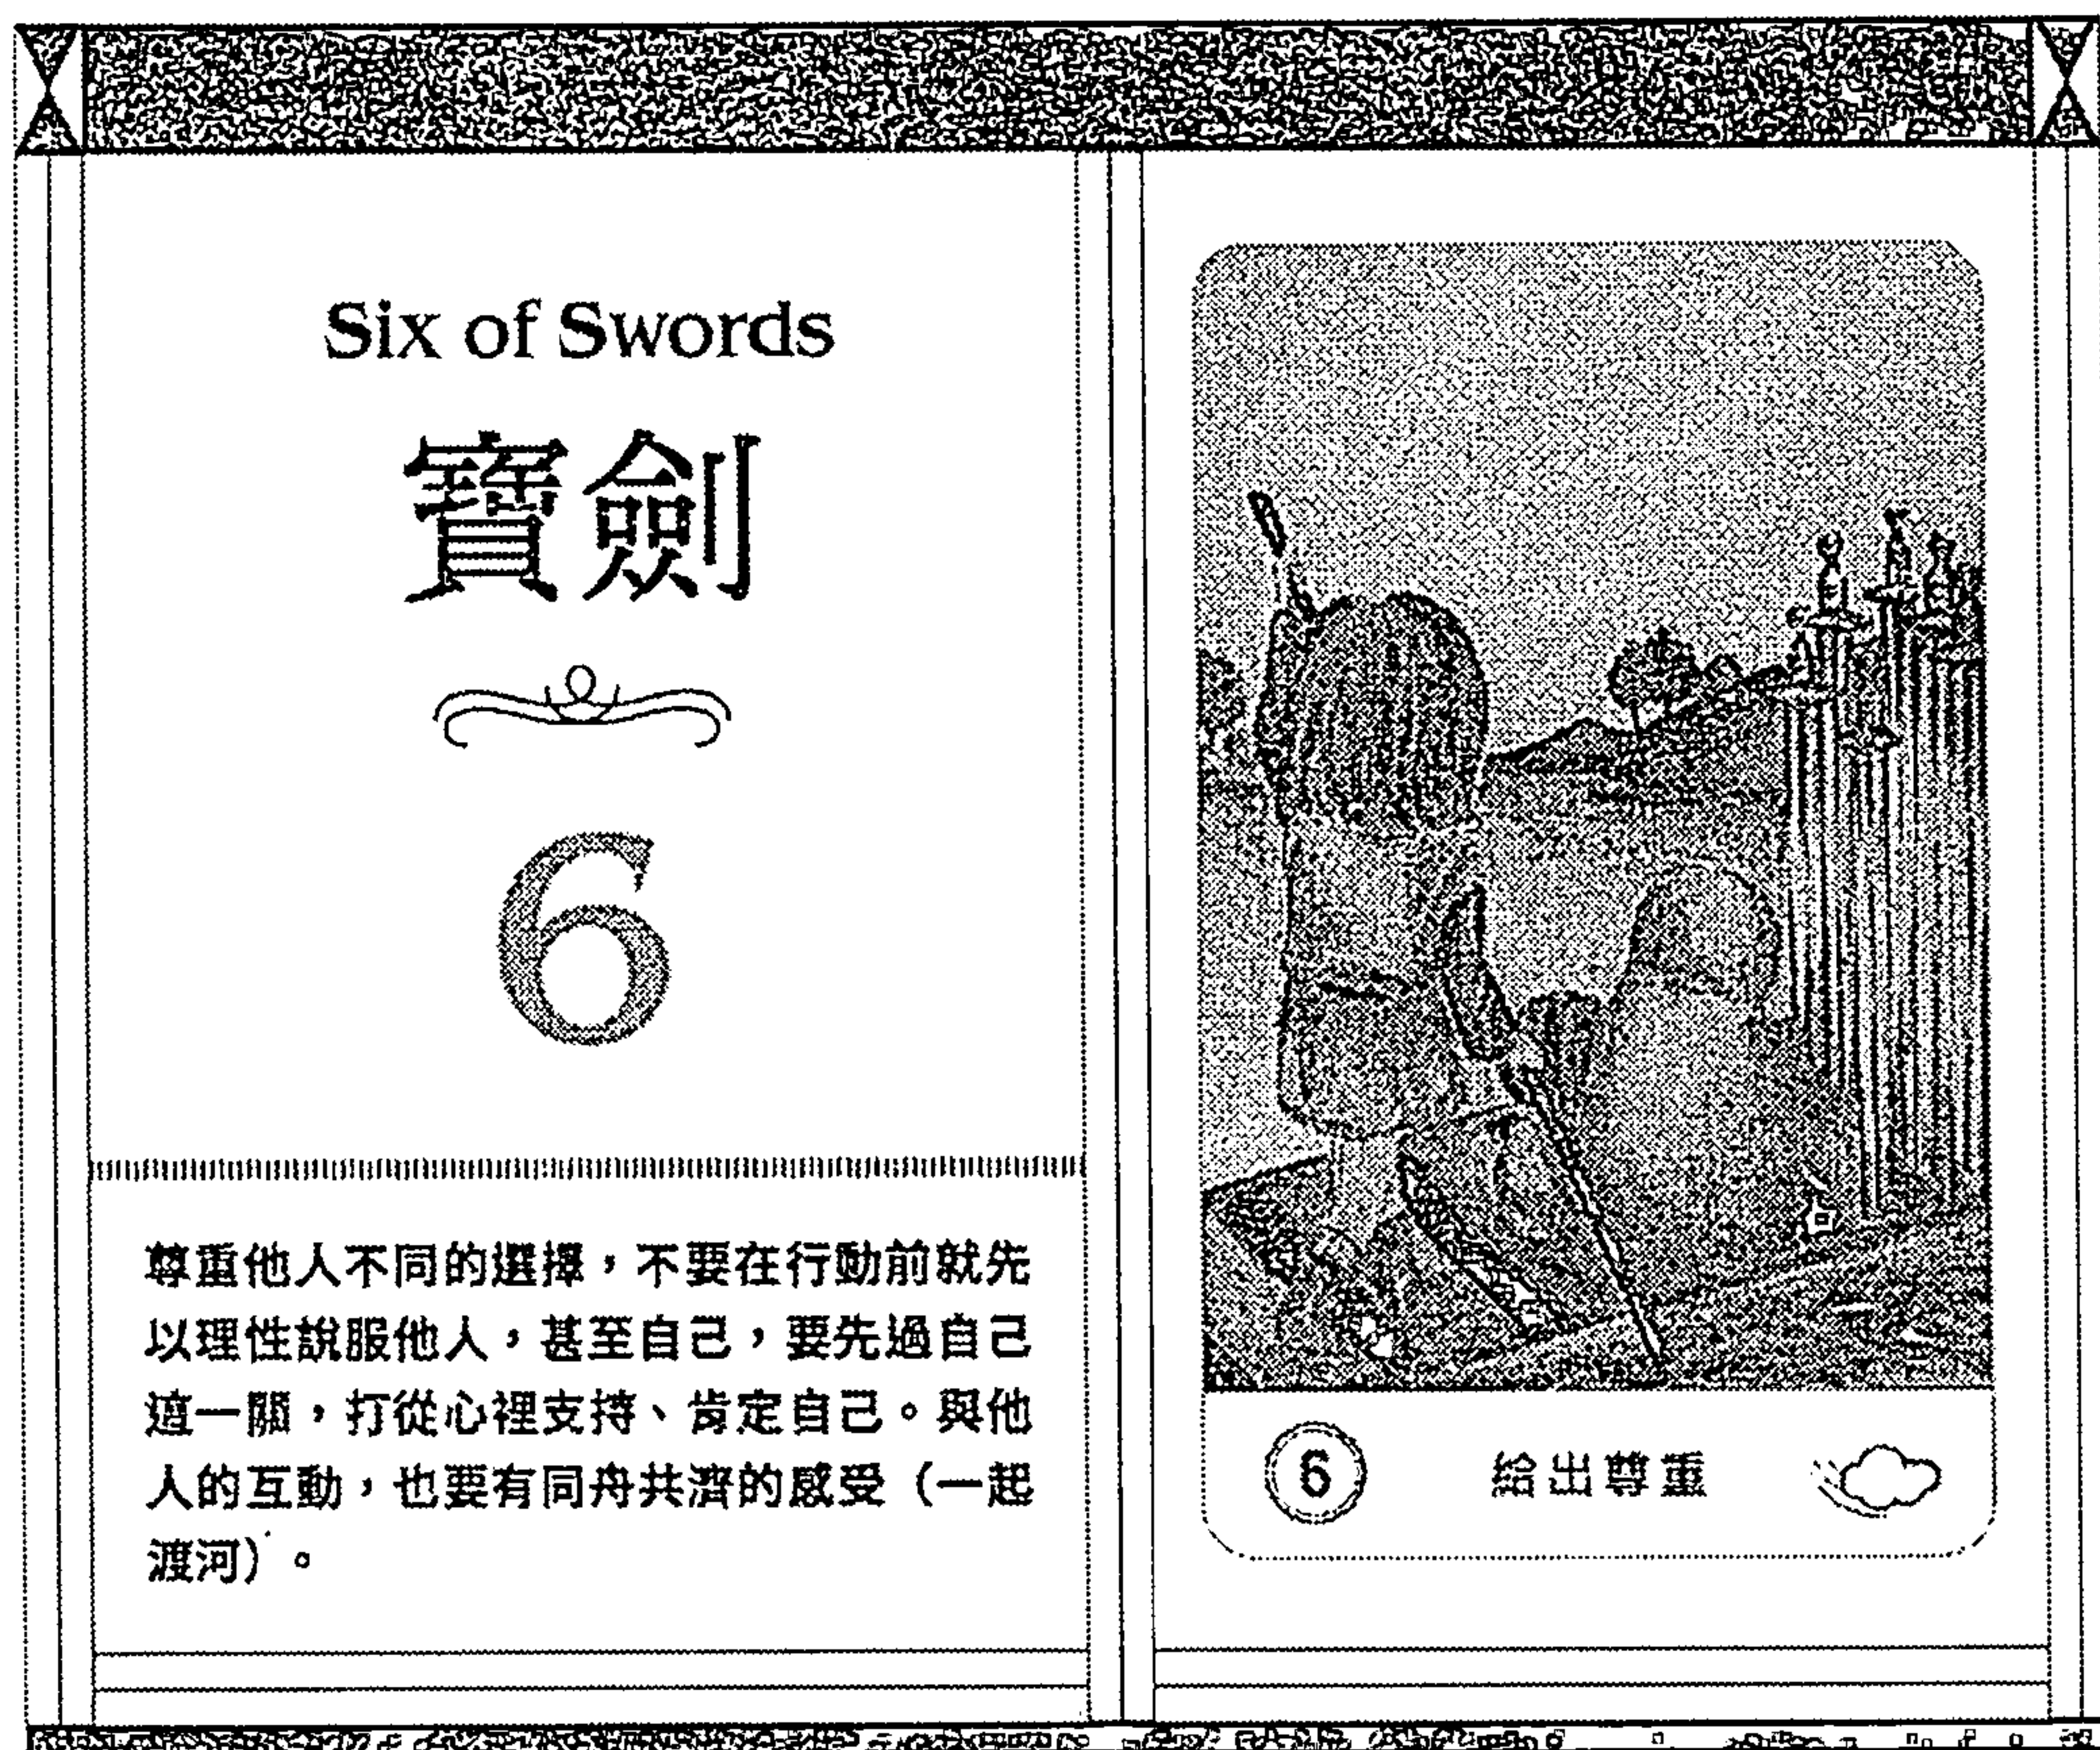 Six of Swords
寶劍
6
尊重他人不同的選擇，不要在行動前就先
以理性說服他人，甚至自己，要先過自己
這一關，打從心裡支持、肯定自己。與他
人的互動，也要有同舟共濟的感受（一起
渡河）。
6 給出尊重